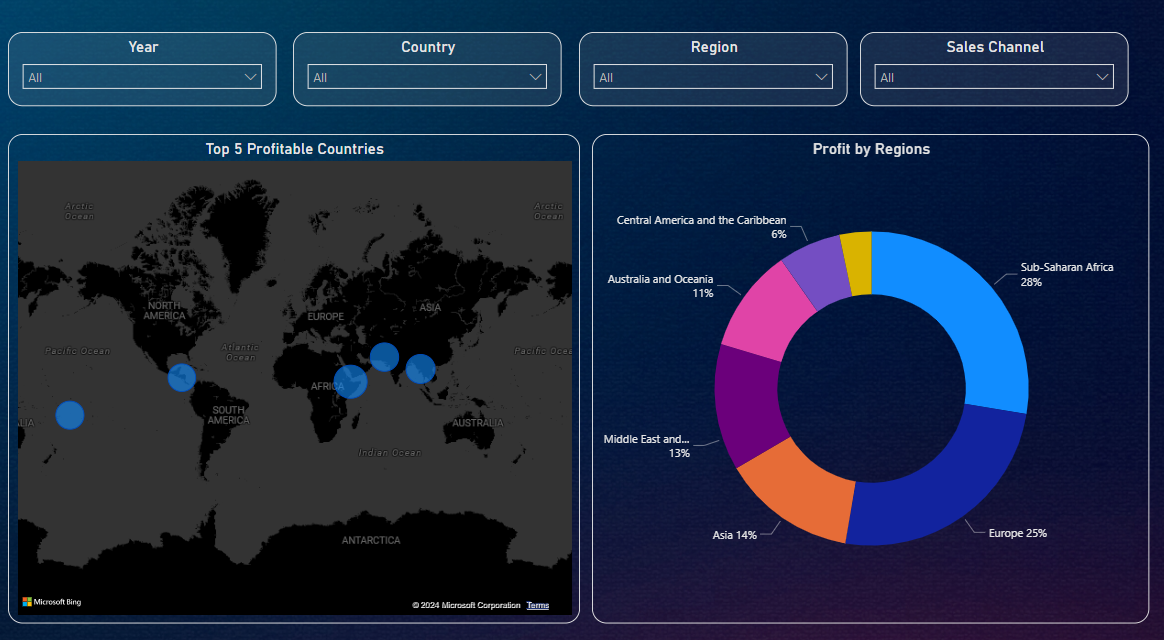 Year
Country
Region
Sales Channel
All
All
All
All
Top 5 Profitable Countries
Arctic
Ocean
Arctic
Ocean
NORTH
AMERICA
EUROPE
ASIA
Pacific Ocean
Atlantic
Ocean
Pacific Ocea
AFRICA
SOUTH
AMERICA
ALIA
AUSTRALIA
Indian Ocean
ANTARCTICA
Microsoft Bing
© 2024 Microsoft Corporation Terms
Profit by Regions
Central America and the Caribbean
6%
Sub-Saharan Africa
28%
Australia and Oceania
11%
Middle East and...
13%
Asia 14%
Europe 25%